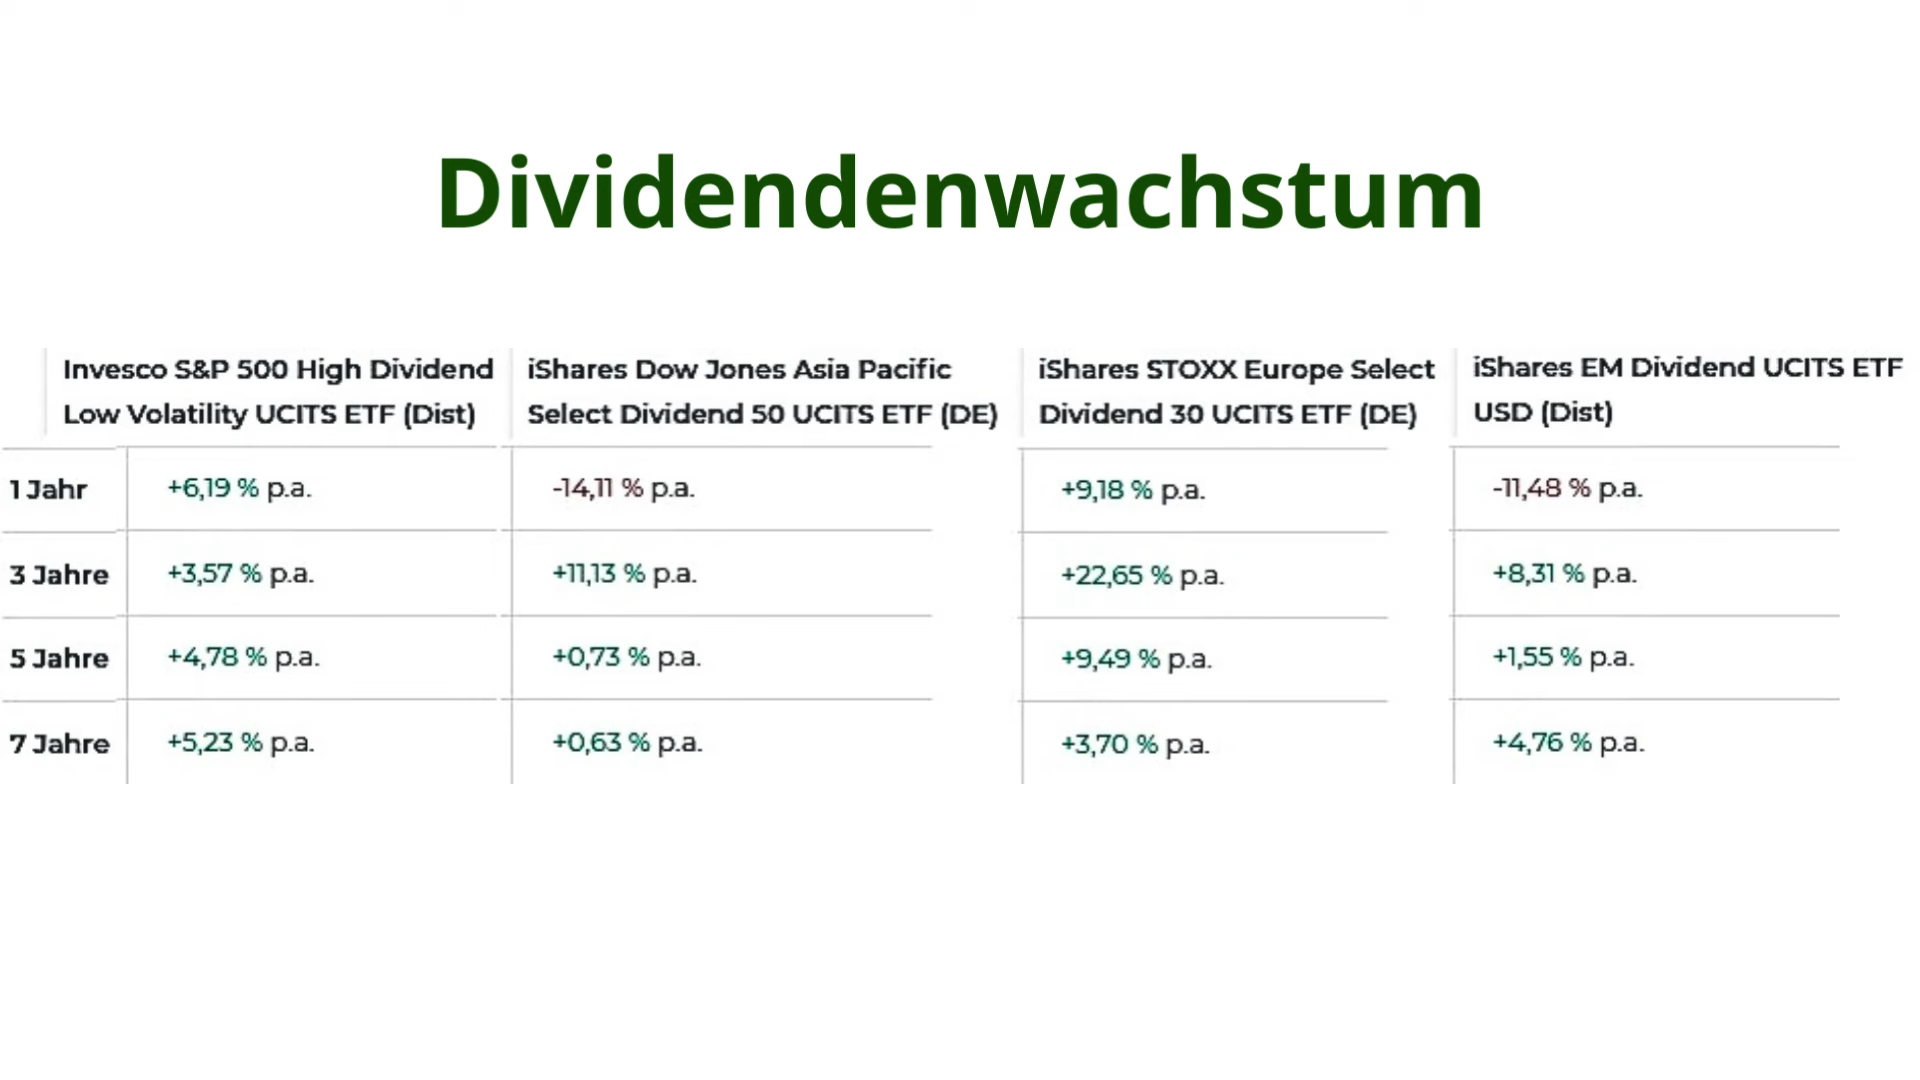 Dividendenwachstum
Invesco S&P 500 High Dividend
Low Volatility UCITS ETF (Dist)
iShares Dow Jones Asia Pacific
Select Dividend 50 UCITS ETF (DE)
iShares STOXX Europe Select
Dividend 30 UCITS ETF (DE)
iShares EM Dividend UCITS ETF
USD (Dist)
1 Jahr +6,19 % p.a. -14,11 % p.a. +9,18 % p.a. -11,48 % p.a.
3 Jahre +3,57 % p.a. +11,13 % p.a. +22,65 % p.a. +8,31 % p.a.
5 Jahre +4,78 % p.a. +0,73 % p.a. +9,49 % p.a. +1,55 % p.a.
7 Jahre +5,23 % p.a. +0,63 % p.a. +3,70 % p.a. +4,76 % p.a.